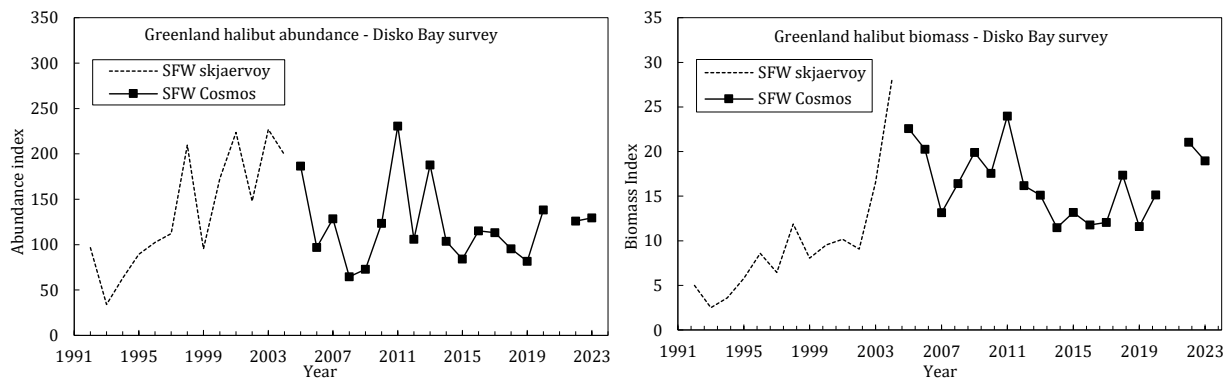 Greenland halibut abundance - Disko Bay survey
SFW skjaervoy
SFW Cosmos
Abundance index
350
300
250
200
150
100
50
0
1991 1995 1999 2003 2007 2011 2015 2019 2023
Year
Greenland halibut biomass - Disko Bay survey
SFW skjaervoy
SFW Cosmos
Biomass Index
35
30
25
20
15
10
5
0
1991 1995 1999 2003 2007 2011 2015 2019 2023
Year